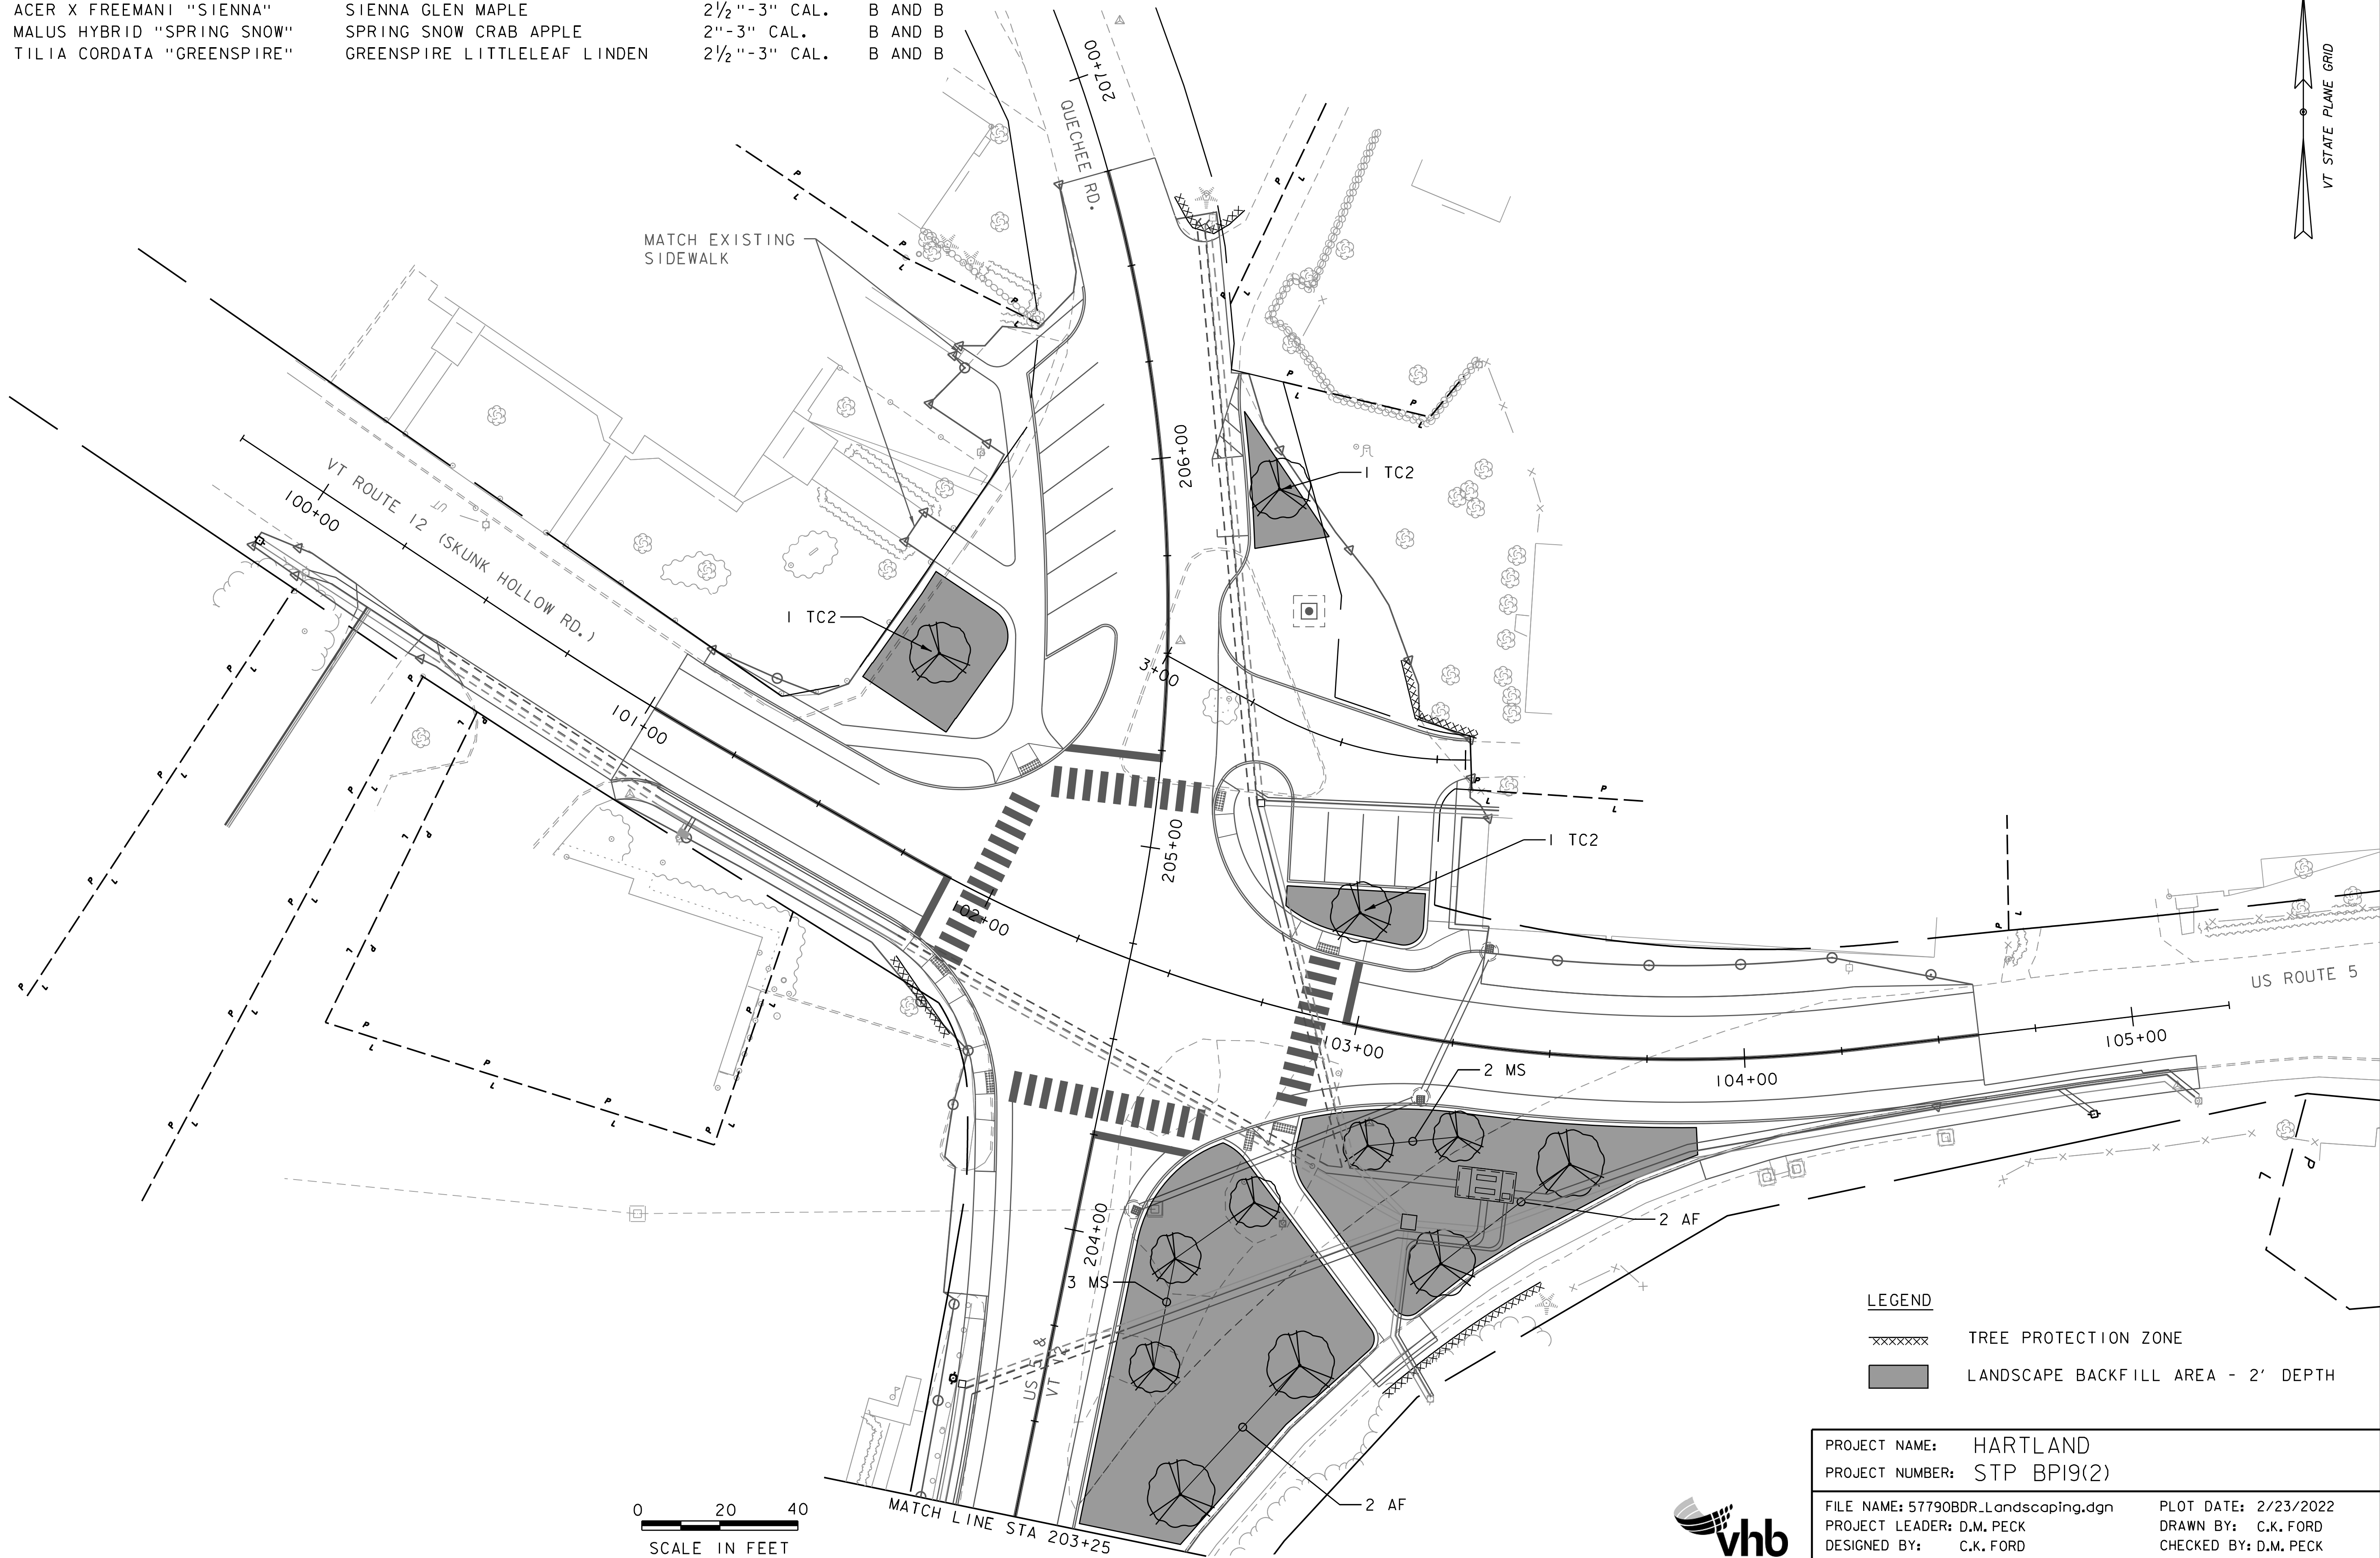 ACER X FREEMANI "SIENNA" SIENNA GLEN MAPLE 2½"-3" CAL. B AND B
MALUS HYBRID "SPRING SNOW" SPRING SNOW CRAB APPLE 2"-3" CAL. B AND B
TILIA CORDATA "GREENSPIRE" GREENSPIRE LITTLELEAF LINDEN 2½"-3" CAL. B AND B
VT STATE PLANE GRID
207+00
QUECHEE RD.
MATCH EXISTING
SIDEWALK
206+00
1 TC2
VT ROUTE 12 (SKUNK HOLLOW RD.)
100+00
1 TC2
3+00
101+00
205+00
1 TC2
102+00
US ROUTE 5
103+00
105+00
2 MS
104+00
2 AF
204+00
3 MS
US 5 &
VT 12
2 AF
MATCH LINE STA 203+25
0 20 40
SCALE IN FEET
LEGEND
TREE PROTECTION ZONE
LANDSCAPE BACKFILL AREA - 2' DEPTH
PROJECT NAME: HARTLAND
PROJECT NUMBER: STP BP19(2)
FILE NAME: 57790BDR_Landscaping.dgn PLOT DATE: 2/23/2022
PROJECT LEADER: D.M. PECK DRAWN BY: C.K. FORD
DESIGNED BY: C.K. FORD CHECKED BY: D.M. PECK
vhb